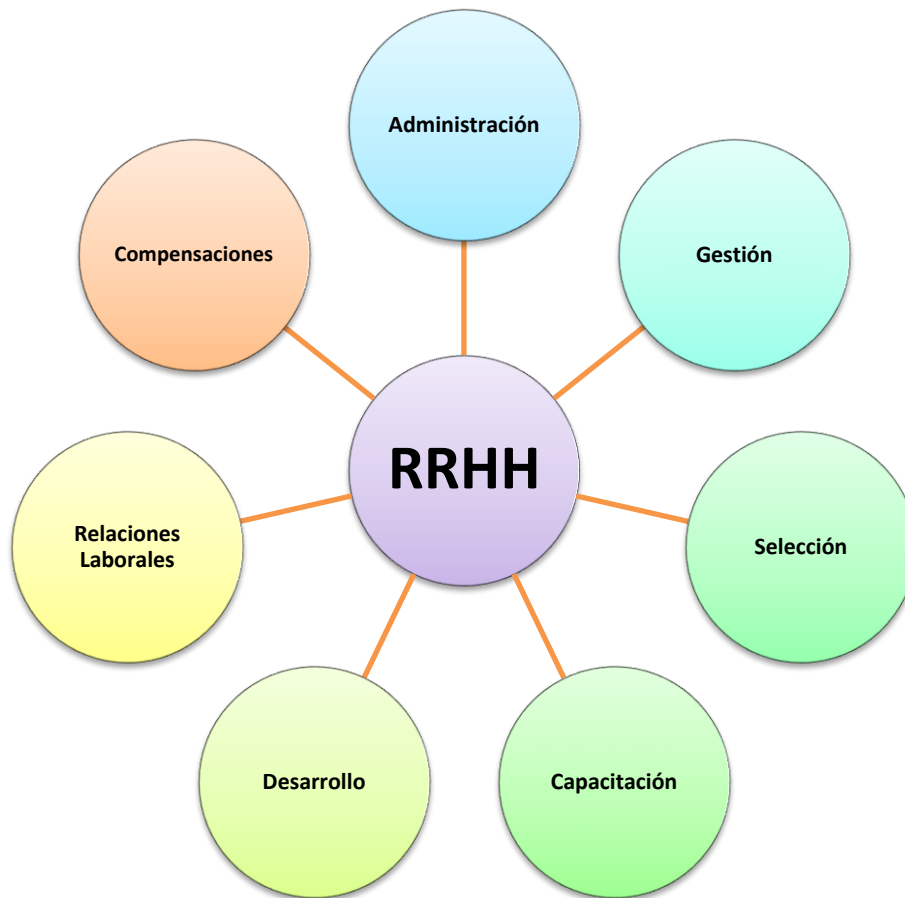 Administración
Compensaciones
Gestión
RRHH
Relaciones
Laborales
Selección
Desarrollo
Capacitación